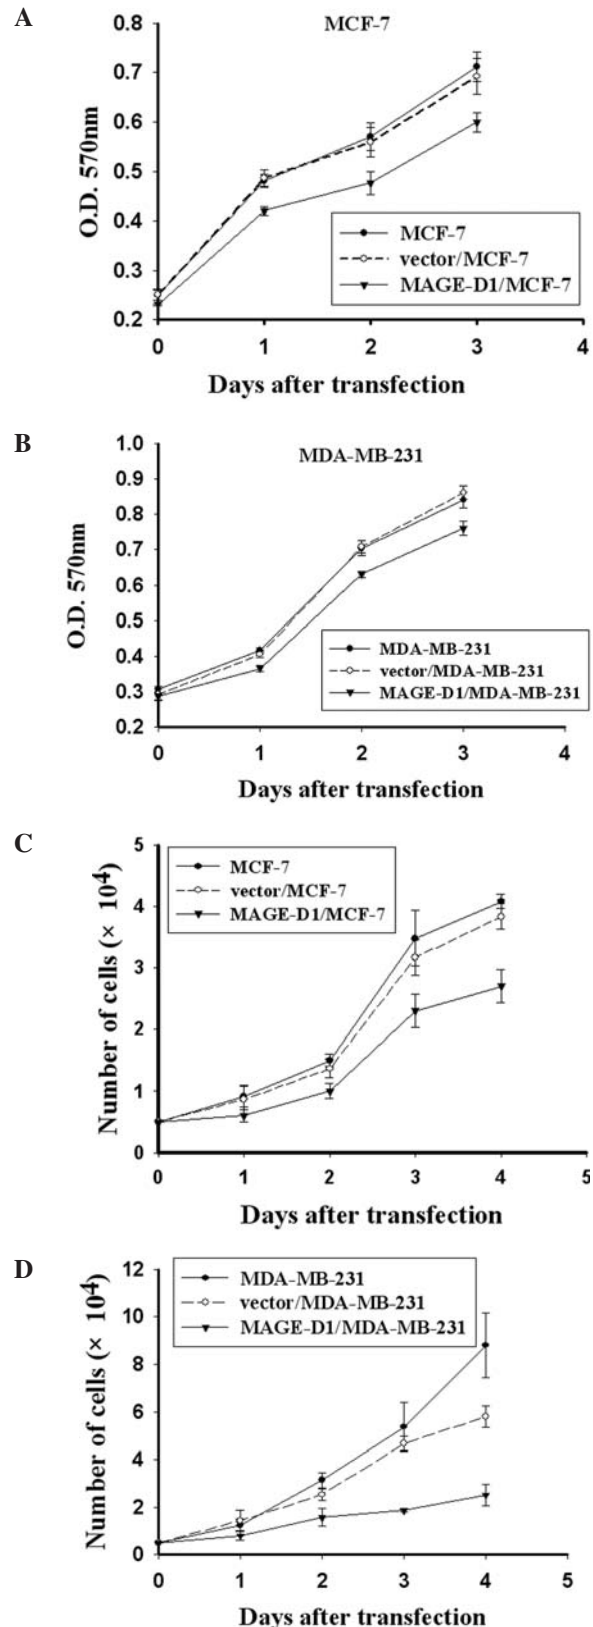 A
MCF-7
0.8
0.7
0.6
0.5
0.4
0.3
0.2
O.D. 570nm
MCF-7
vector/MCF-7
MAGE-D1/MCF-7
0 1 2 3 4
Days after transfection
B
MDA-MB-231
1.0
0.9
0.8
0.7
0.6
0.5
0.4
0.3
0.2
O.D. 570nm
MDA-MB-231
vector/MDA-MB-231
MAGE-D1/MDA-MB-231
0 1 2 3 4
Days after transfection
C
5
4
3
2
1
0
Number of cells (× 10⁴)
MCF-7
vector/MCF-7
MAGE-D1/MCF-7
0 1 2 3 4 5
Days after transfection
D
12
10
8
6
4
2
0
Number of cells (× 10⁴)
MDA-MB-231
vector/MDA-MB-231
MAGE-D1/MDA-MB-231
0 1 2 3 4 5
Days after transfection